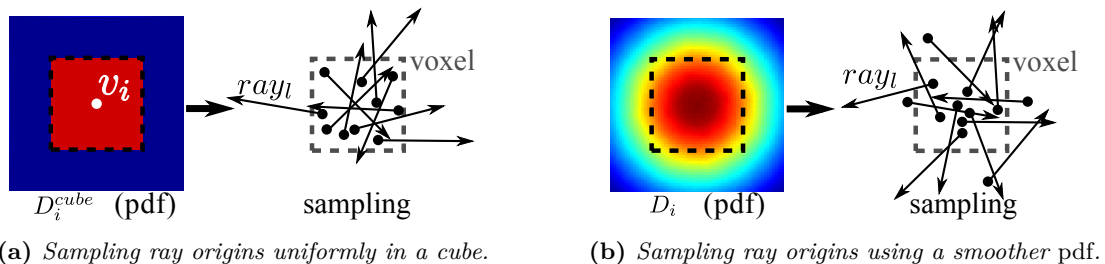 v_i
ray_l
voxel
D_i^{cube} (pdf)
sampling
(a) Sampling ray origins uniformly in a cube.
ray_l
voxel
D_i (pdf)
sampling
(b) Sampling ray origins using a smoother pdf.